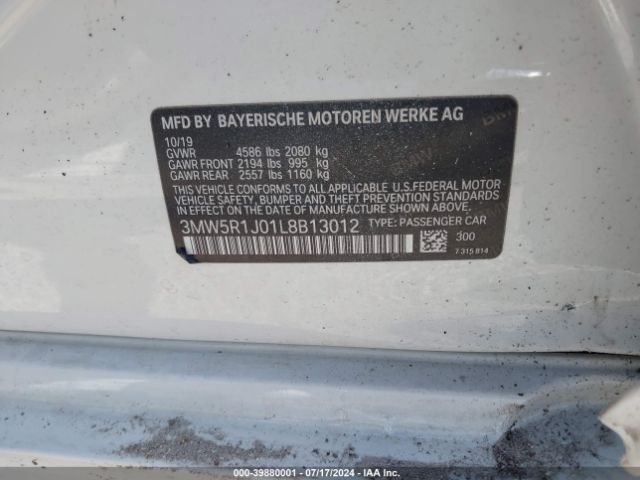 MFD BY BAYERISCHE MOTOREN WERKE AG
10/19
GVWR 4586 lbs 2080 kg
GAWR FRONT 2194 lbs 995 kg
GAWR REAR 2557 lbs 1160 kg
THIS VEHICLE CONFORMS TO ALL APPLICABLE U.S.FEDERAL MOTOR
VEHICLE SAFETY, BUMPER, AND THEFT PREVENTION STANDARDS IN
EFFECT ON THE DATE OF MANUFACTURE SHOWN ABOVE.
3MW5R1J01L8B13012 TYPE: PASSENGER CAR
300
7 315 814
000-39880001 - 07/17/2024 - IAA Inc.